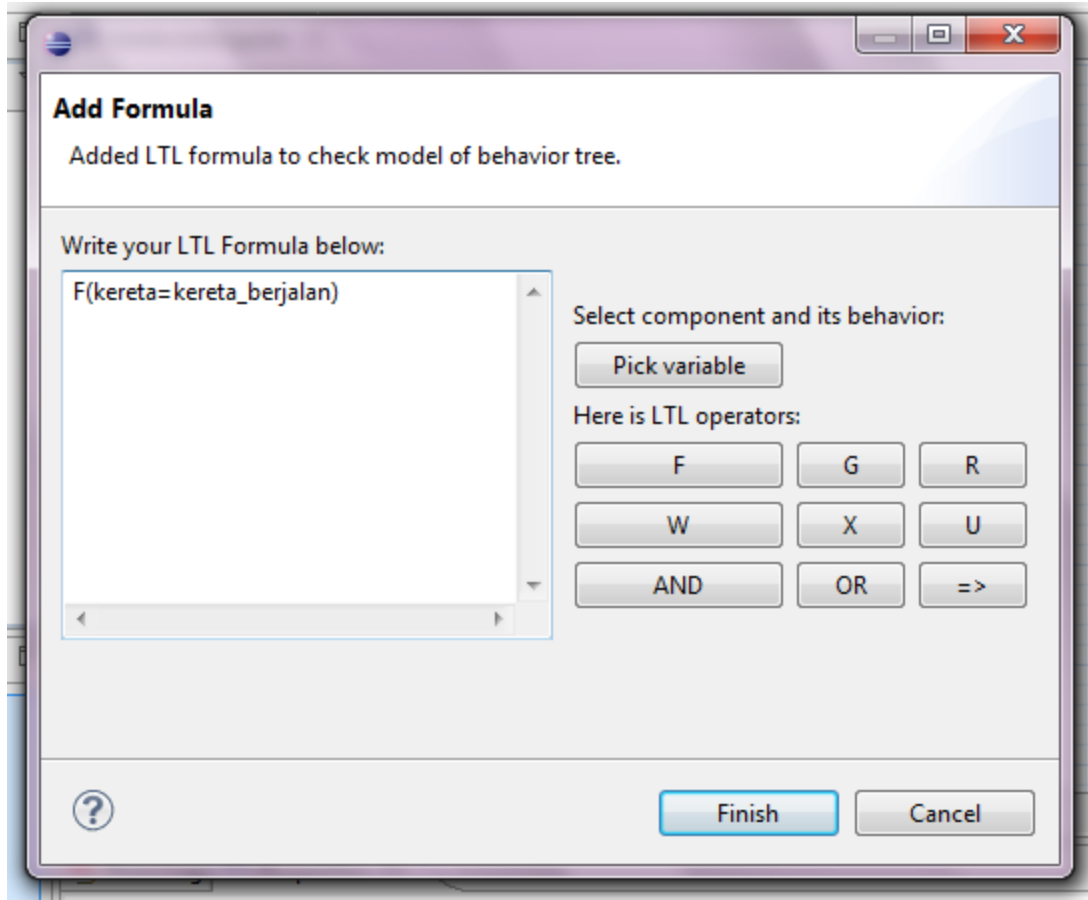 Add Formula
Added LTL formula to check model of behavior tree.
Write your LTL Formula below:
F(kereta=kereta_berjalan)
Select component and its behavior:
Pick variable
Here is LTL operators:
F G R
W X U
AND OR =>
? Finish Cancel